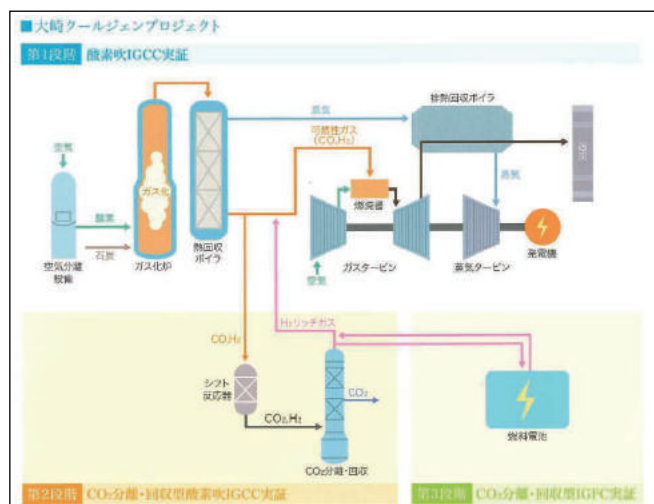 ■大崎クールジェンプロジェクト
第1段階 酸素吹IGCC実証
排熱回収ボイラ
蒸気
可燃性ガス
(CO,H₂)
空気
ガス化
燃焼器
蒸気
酸素
石炭
空気分離
設備
ガス化炉
熱回収
ボイラ
ガスタービン
蒸気タービン
発電機
空気
H₂リッチガス
CO,H₂
シフト
反応器
CO₂
CO₂,H₂
CO₂分離・回収
燃料電池
第2段階 CO₂分離・回収型酸素吹IGCC実証
第3段階 CO₂分離・回収型IGFC実証